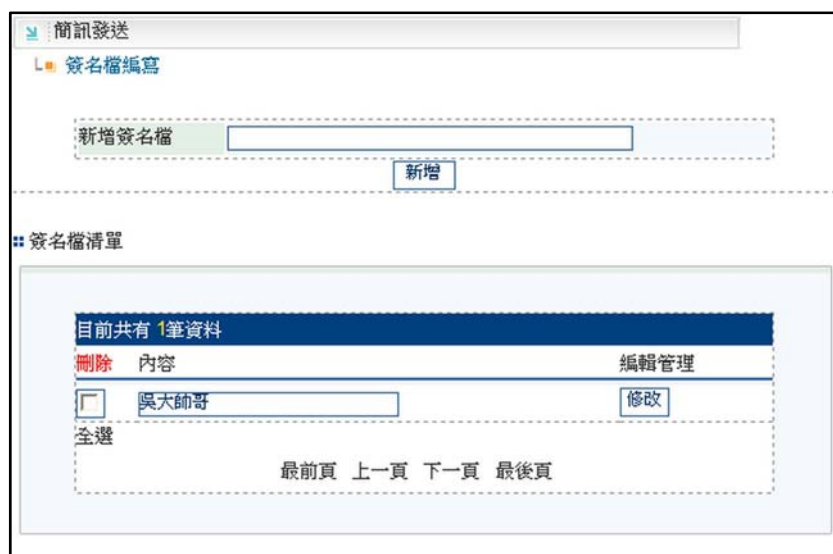 簡訊發送
簽名檔編寫
新增簽名檔
新增
簽名檔清單
目前共有 1筆資料
刪除 內容 編輯管理
吳大帥哥 修改
全選
最前頁 上一頁 下一頁 最後頁